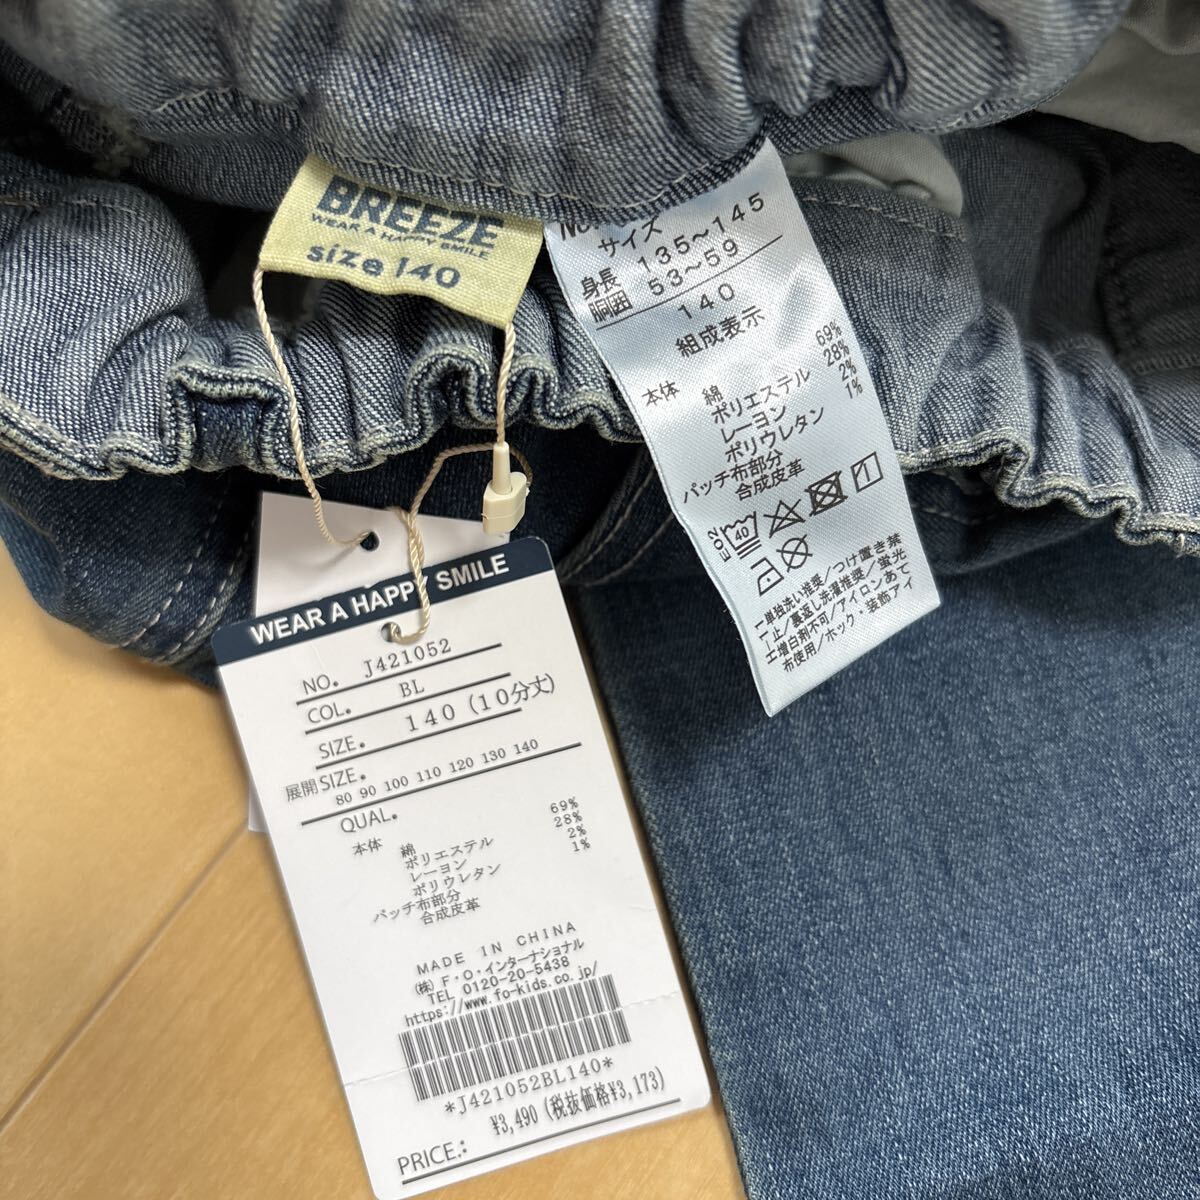 BREEZE
WEAR A HAPPY SMILE
size 140
サイズ
身長 135~145
胴囲 53~59
140
組成表示
本体 綿 69%
ポリエステル 28%
レーヨン 2%
ポリウレタン 1%
パッチ布部分
合成皮革
EO2
40
単独洗い推奨/つけ置き禁
止/裏返し洗濯推奨/蛍光
増白剤不可/アイロンあて
布使用/ホック・装飾アイ
WEAR A HAPPY SMILE
NO. J421052
COL. BL
SIZE. 140(10分丈)
展開SIZE.
80 90 100 110 120 130 140
QUAL.
本体 綿 69%
ポリエステル 28%
レーヨン 2%
ポリウレタン 1%
パッチ布部分
合成皮革
MADE IN CHINA
(株)F・O・インターナショナル
TEL 0120-20-5438
https://www.fo-kids.co.jp/
*J421052BL140*
¥3,490(税抜価格¥3,173)
PRICE.: